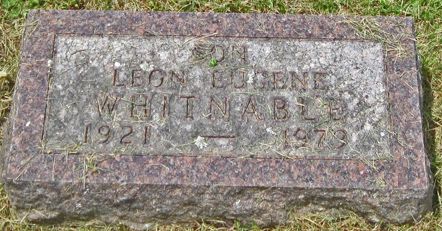 SON
LEON EUGENE
WHITNABLE
1921 — 1973